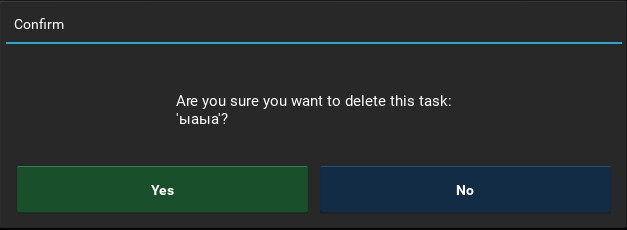 Confirm
Are you sure you want to delete this task:
'ыаыа'?
Yes
No